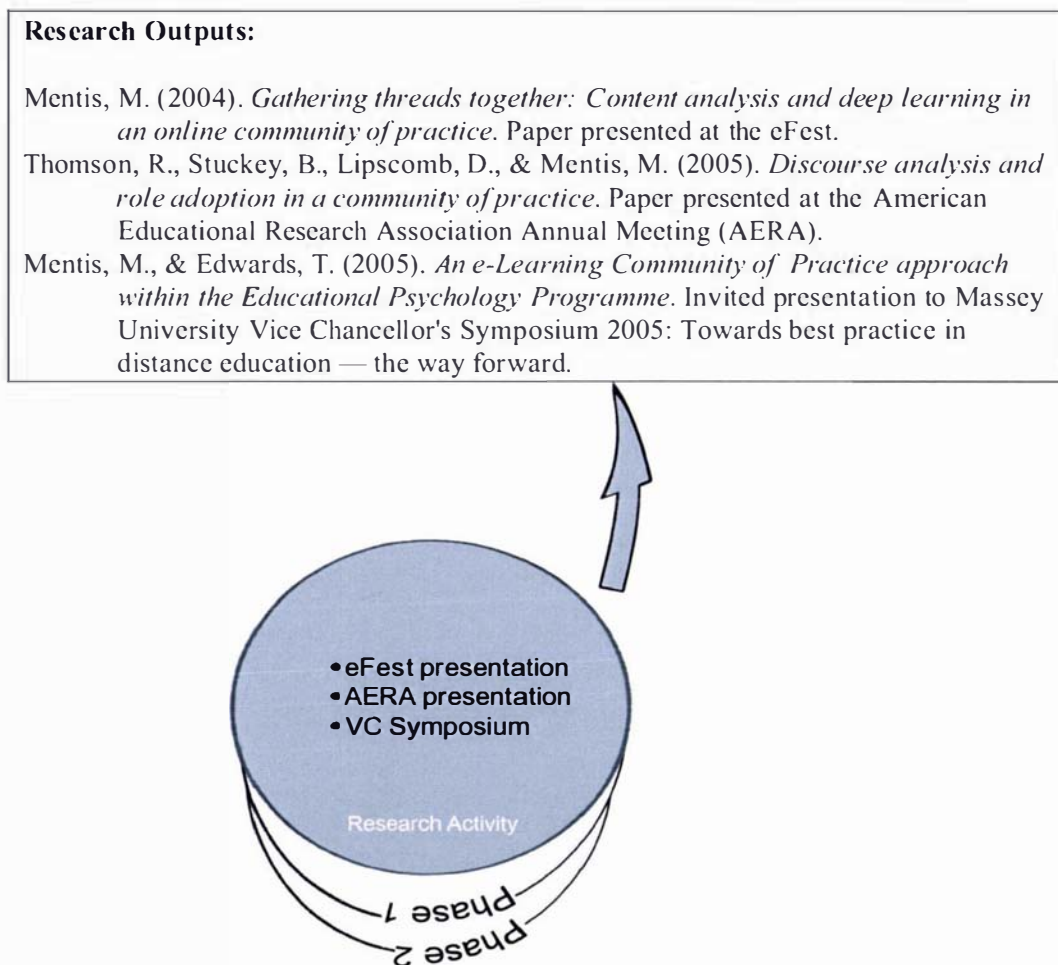 Research Outputs:
Mentis, M. (2004). Gathering threads together: Content analysis and deep learning in
an online community of practice. Paper presented at the eFest.
Thomson, R., Stuckey, B., Lipscomb, D., & Mentis, M. (2005). Discourse analysis and
role adoption in a community of practice. Paper presented at the American
Educational Research Association Annual Meeting (AERA).
Mentis, M., & Edwards, T. (2005). An e-Learning Community of Practice approach
within the Educational Psychology Programme. Invited presentation to Massey
University Vice Chancellor's Symposium 2005: Towards best practice in
distance education — the way forward.
• eFest presentation
• AERA presentation
• VC Symposium
Research Activity
Phase 1
Phase 2